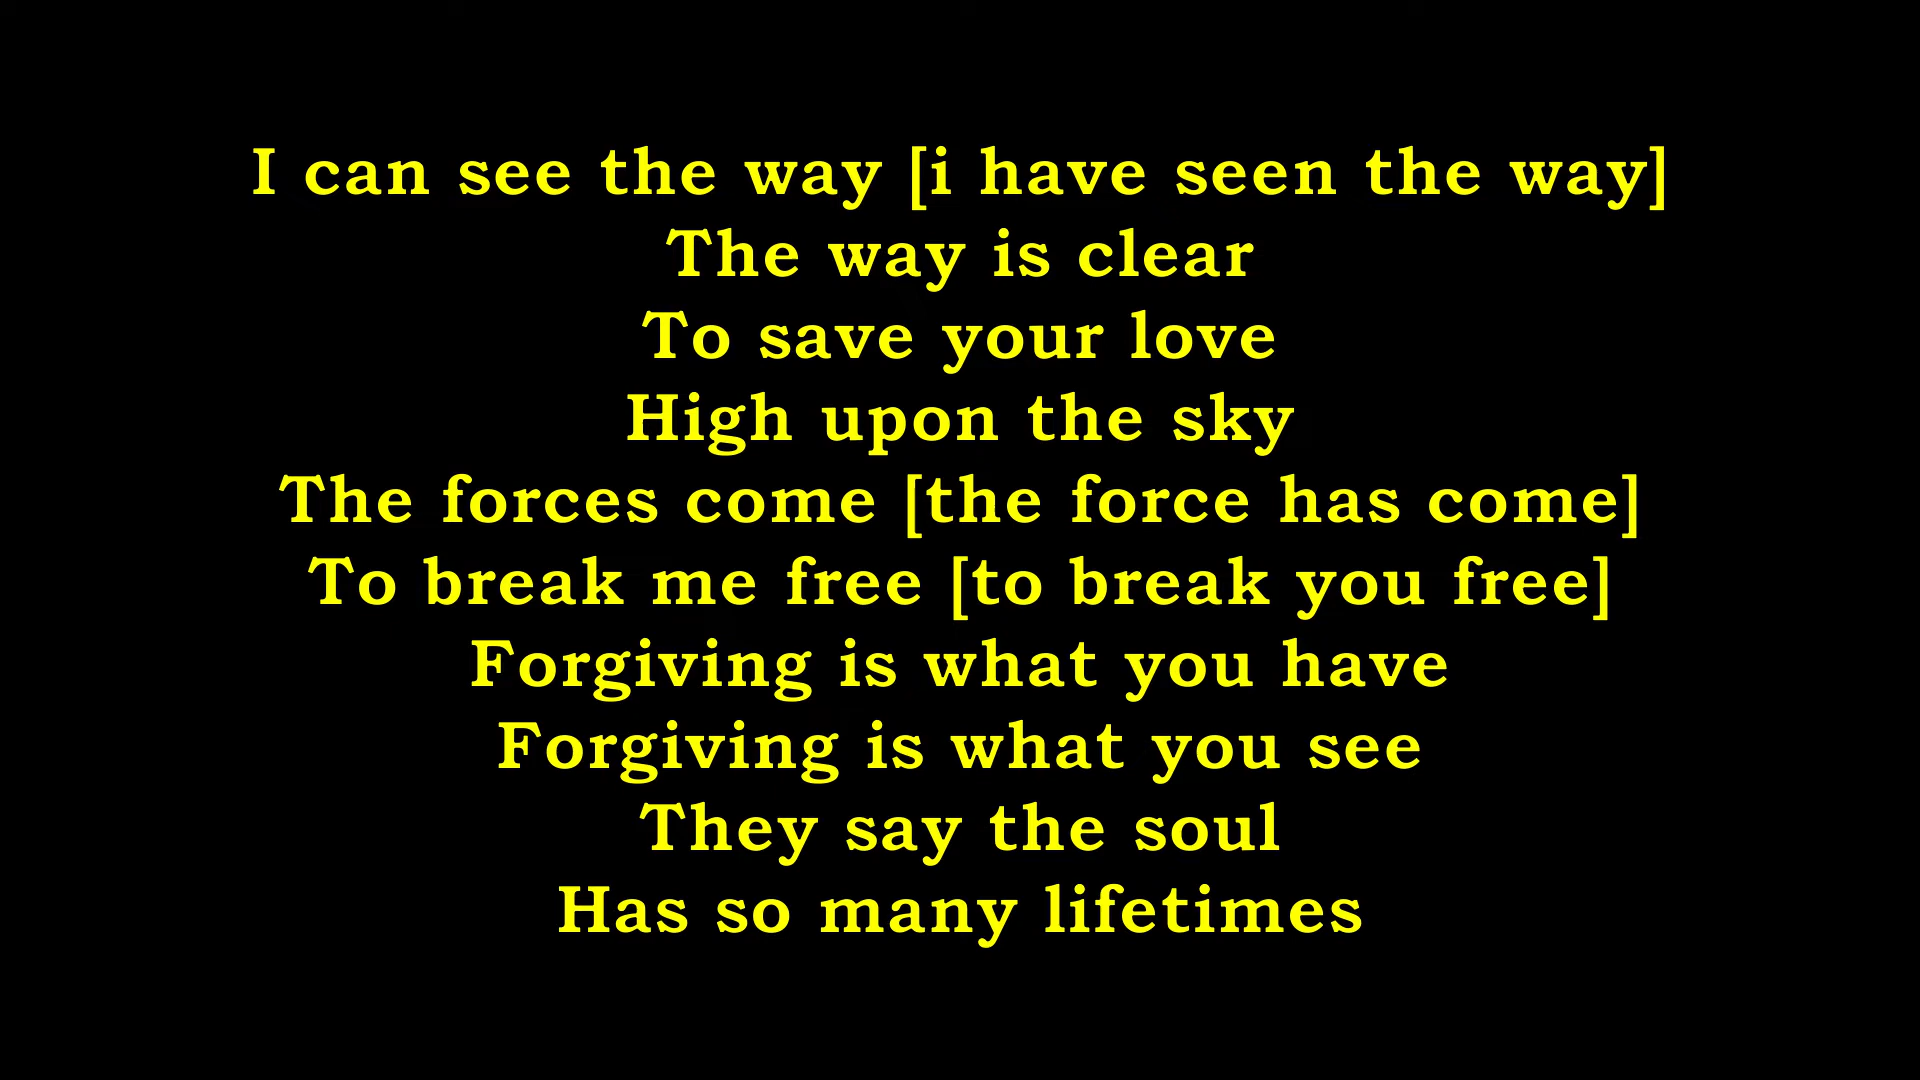 I can see the way [i have seen the way]
The way is clear
To save your love
High upon the sky
The forces come [the force has come]
To break me free [to break you free]
Forgiving is what you have
Forgiving is what you see
They say the soul
Has so many lifetimes